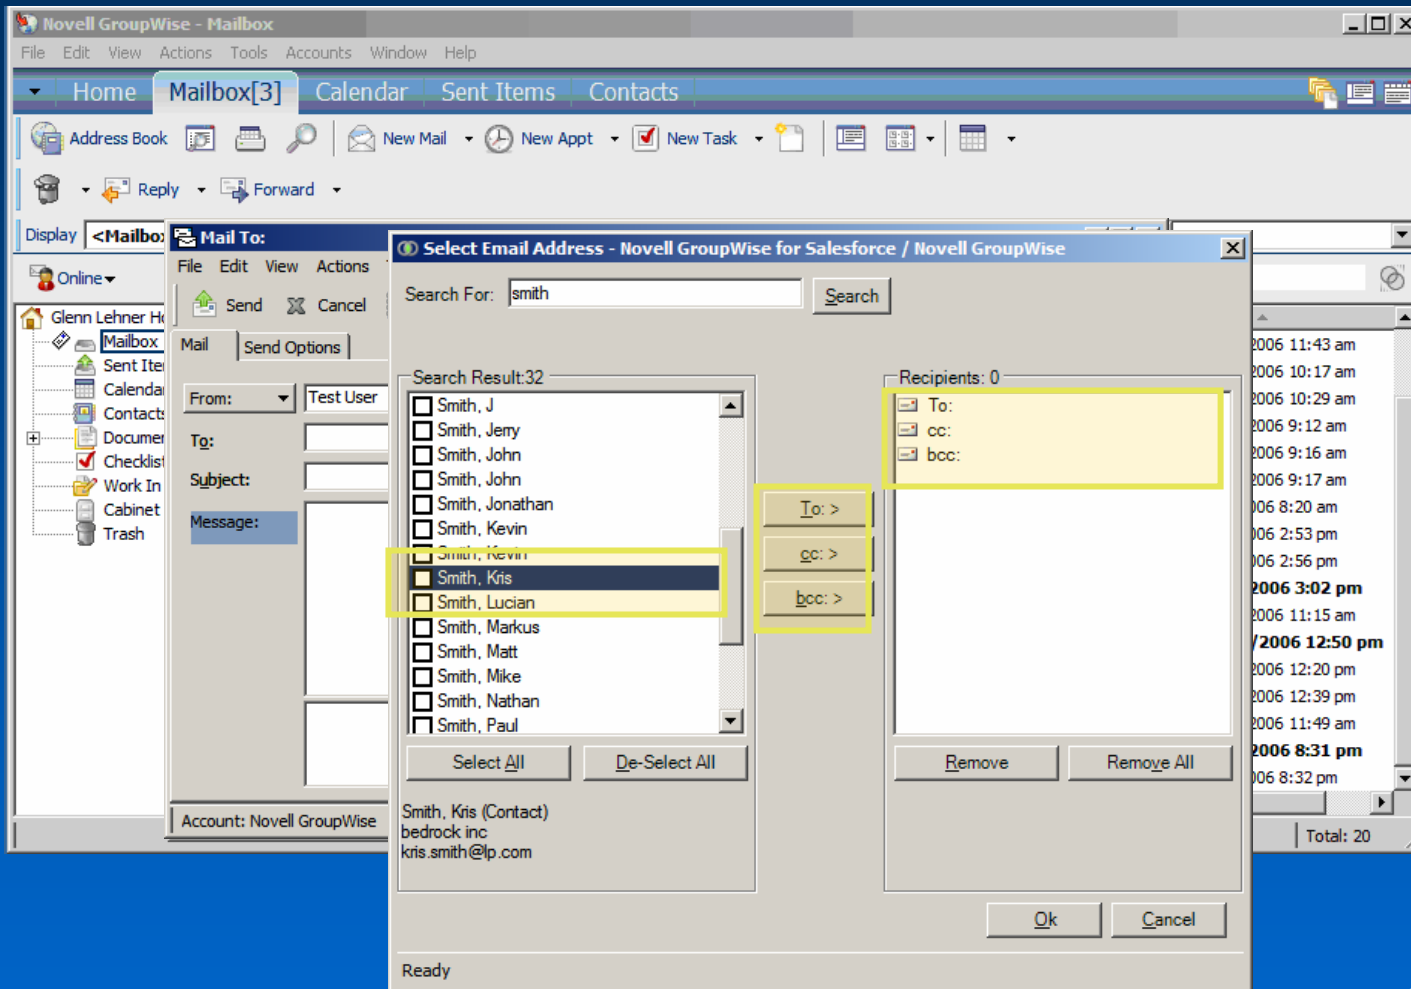 Novell GroupWise - Mailbox
File Edit View Actions Tools Accounts Window Help
Home Mailbox[3] Calendar Sent Items Contacts
Address Book New Mail New Appt New Task
Reply Forward
Display <Mailbox
Online
Glenn Lehner Ho
Mailbox
Sent Ite
Calenda
Contacts
Documen
Checklist
Work In
Cabinet
Trash
Mail To:
File Edit View Actions
Send Cancel
Mail Send Options
From: Test User
To:
Subject:
Message:
Account: Novell GroupWise
Select Email Address - Novell GroupWise for Salesforce / Novell GroupWise
Search For: smith Search
Search Result:32
Smith, J
Smith, Jerry
Smith, John
Smith, John
Smith, Jonathan
Smith, Kevin
Smith, Kevin
Smith, Kris
Smith, Lucian
Smith, Markus
Smith, Matt
Smith, Mike
Smith, Nathan
Smith, Paul
Select All De-Select All
Smith, Kris (Contact)
bedrock inc
kris.smith@lp.com
To: >
cc: >
bcc: >
Recipients: 0
To:
cc:
bcc:
Remove Remove All
Ok Cancel
Ready
2006 11:43 am
2006 10:17 am
2006 10:29 am
2006 9:12 am
2006 9:16 am
2006 9:17 am
006 8:20 am
006 2:53 pm
006 2:56 pm
2006 3:02 pm
2006 11:15 am
/2006 12:50 pm
2006 12:20 pm
2006 12:39 pm
2006 11:49 am
2006 8:31 pm
006 8:32 pm
Total: 20